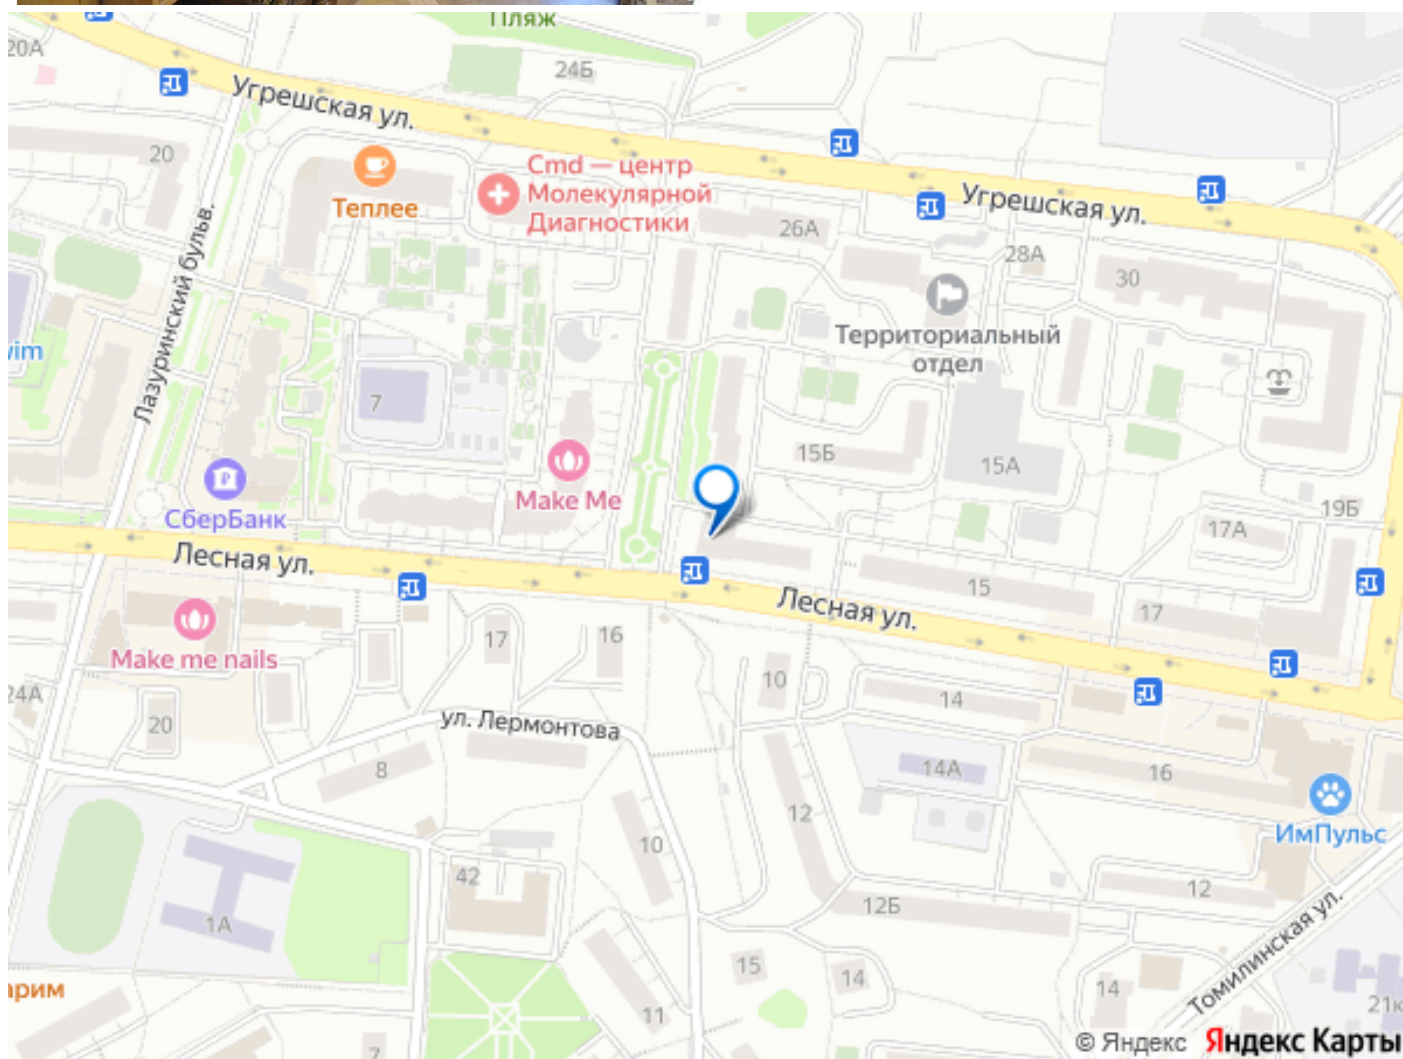 Пляж
20А
24Б
Угрешская ул.
20
Cmd — центр
Молекулярной
Диагностики
Теплее
26А
Угрешская ул.
28А
30
Лазуринский бульв.
Территориальный
отдел
7
15Б
15А
Make Me
СберБанк
19Б
17А
Лесная ул.
15
Лесная ул.
17
17
16
Make me nails
10
24А
14
20
ул. Лермонтова
8
14А
16
12
ИмПульс
10
42
12
12Б
1А
Томилинская ул.
15
14
14
арим
11
21к
7
© Яндекс Яндекс Карты